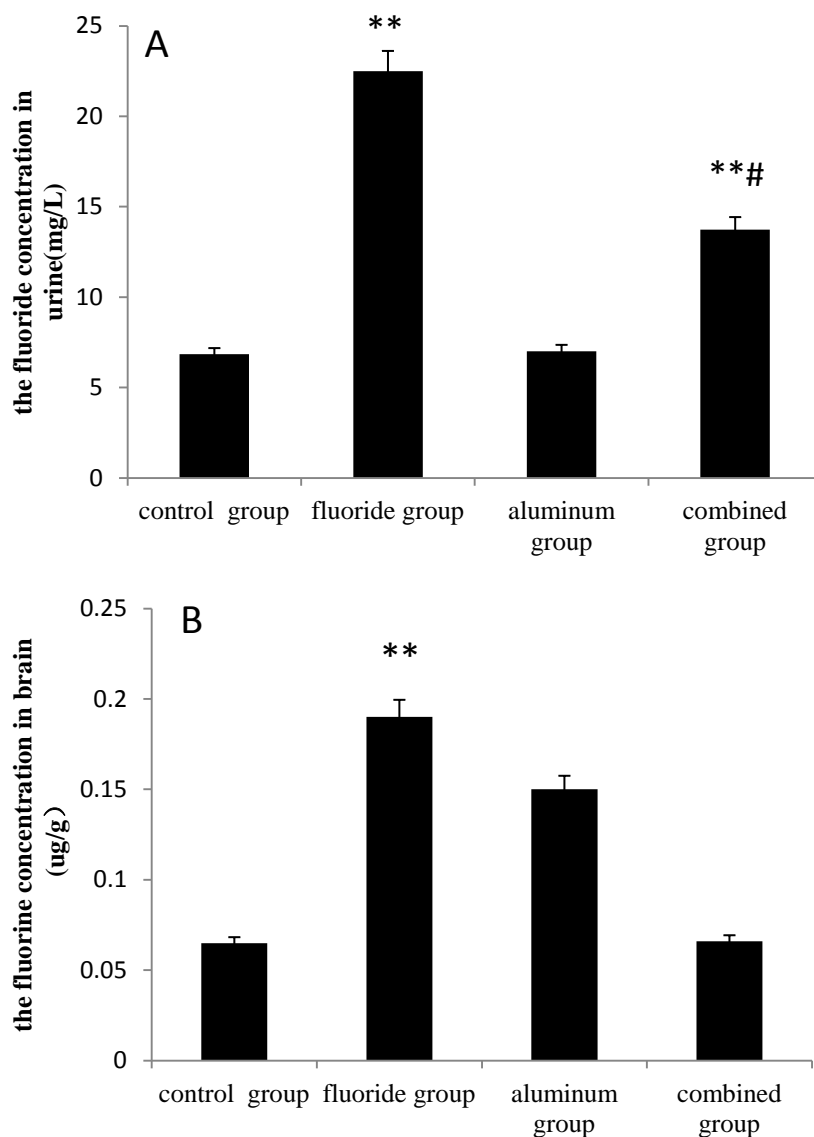 A
the fluoride concentration in
urine(mg/L)
25
20
15
10
5
0
**
**#
control group
fluoride group
aluminum
group
combined
group
B
the fluorine concentration in brain
(ug/g)
0.25
0.2
0.15
0.1
0.05
0
**
control group
fluoride group
aluminum
group
combined
group